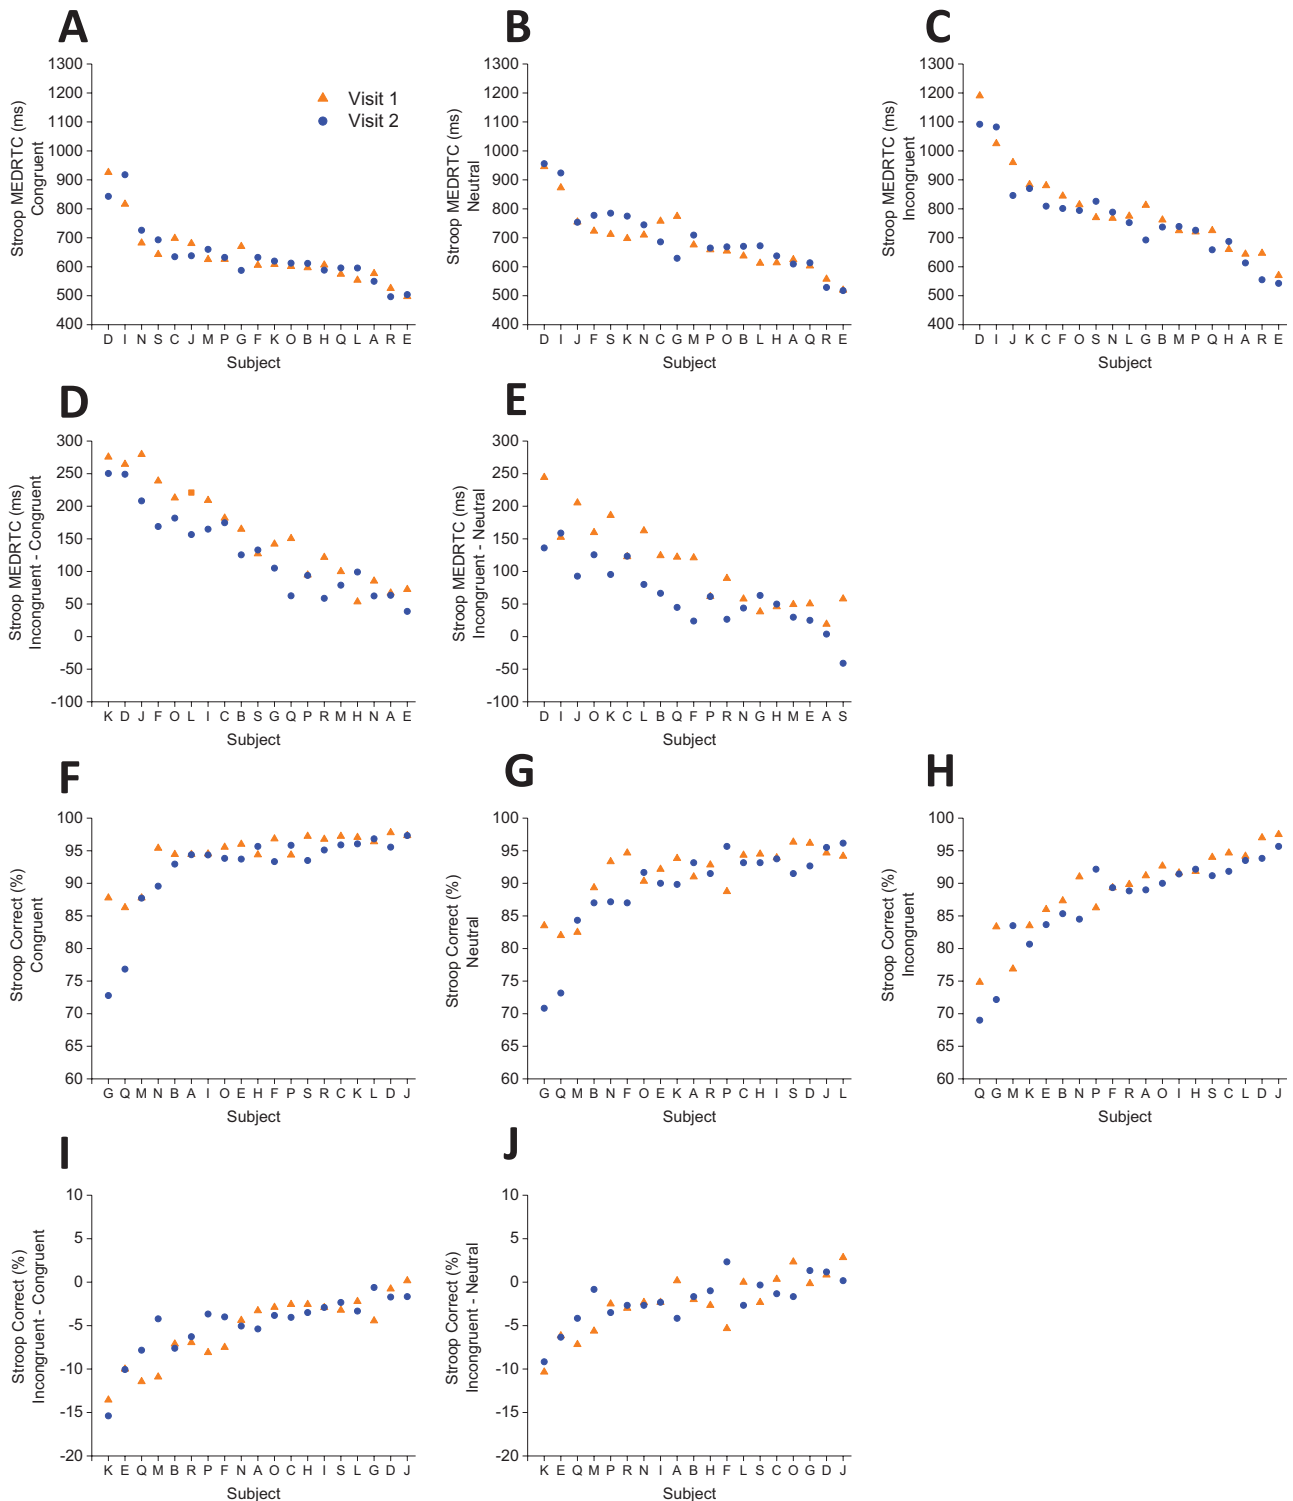 A
B
C
1300
1200
1100
1000
900
800
700
600
500
400
Stroop MEDRTC (ms)
Congruent
Visit 1
Visit 2
D I N S C J M P G F K O B H Q L A R E
Subject
1300
1200
1100
1000
900
800
700
600
500
400
Stroop MEDRTC (ms)
Neutral
D I J F S K N C G M P O B L H A Q R E
Subject
1300
1200
1100
1000
900
800
700
600
500
400
Stroop MEDRTC (ms)
Incongruent
D I J K C F O S N L G B M P Q H A R E
Subject
D
E
300
250
200
150
100
50
0
-50
-100
Stroop MEDRTC (ms)
Incongruent - Congruent
K D J F O L I C B S G Q P R M H N A E
Subject
300
250
200
150
100
50
0
-50
-100
Stroop MEDRTC (ms)
Incongruent - Neutral
D I J O K C L B Q F P R N G H M E A S
Subject
F
G
H
100
95
90
85
80
75
70
65
60
Stroop Correct (%)
Congruent
G Q M N B A I O E H F P S R C K L D J
Subject
100
95
90
85
80
75
70
65
60
Stroop Correct (%)
Neutral
G Q M B N F O E K A R P C H I S D J L
Subject
100
95
90
85
80
75
70
65
60
Stroop Correct (%)
Incongruent
Q G M K E B N P F R A O I H S C L D J
Subject
I
J
10
5
0
-5
-10
-15
-20
Stroop Correct (%)
Incongruent - Congruent
K E Q M B R P F N A O C H I S L G D J
Subject
10
5
0
-5
-10
-15
-20
Stroop Correct (%)
Incongruent - Neutral
K E Q M P R N I A B H F L S C O G D J
Subject